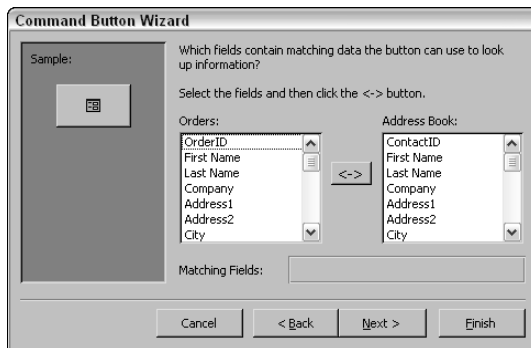 Command Button Wizard
Sample:
Which fields contain matching data the button can use to look
up information?
Select the fields and then click the <-> button.
Orders:
OrderID
First Name
Last Name
Company
Address1
Address2
City
<->
Address Book:
ContactID
First Name
Last Name
Company
Address1
Address2
City
Matching Fields:
Cancel
< Back
Next >
Finish